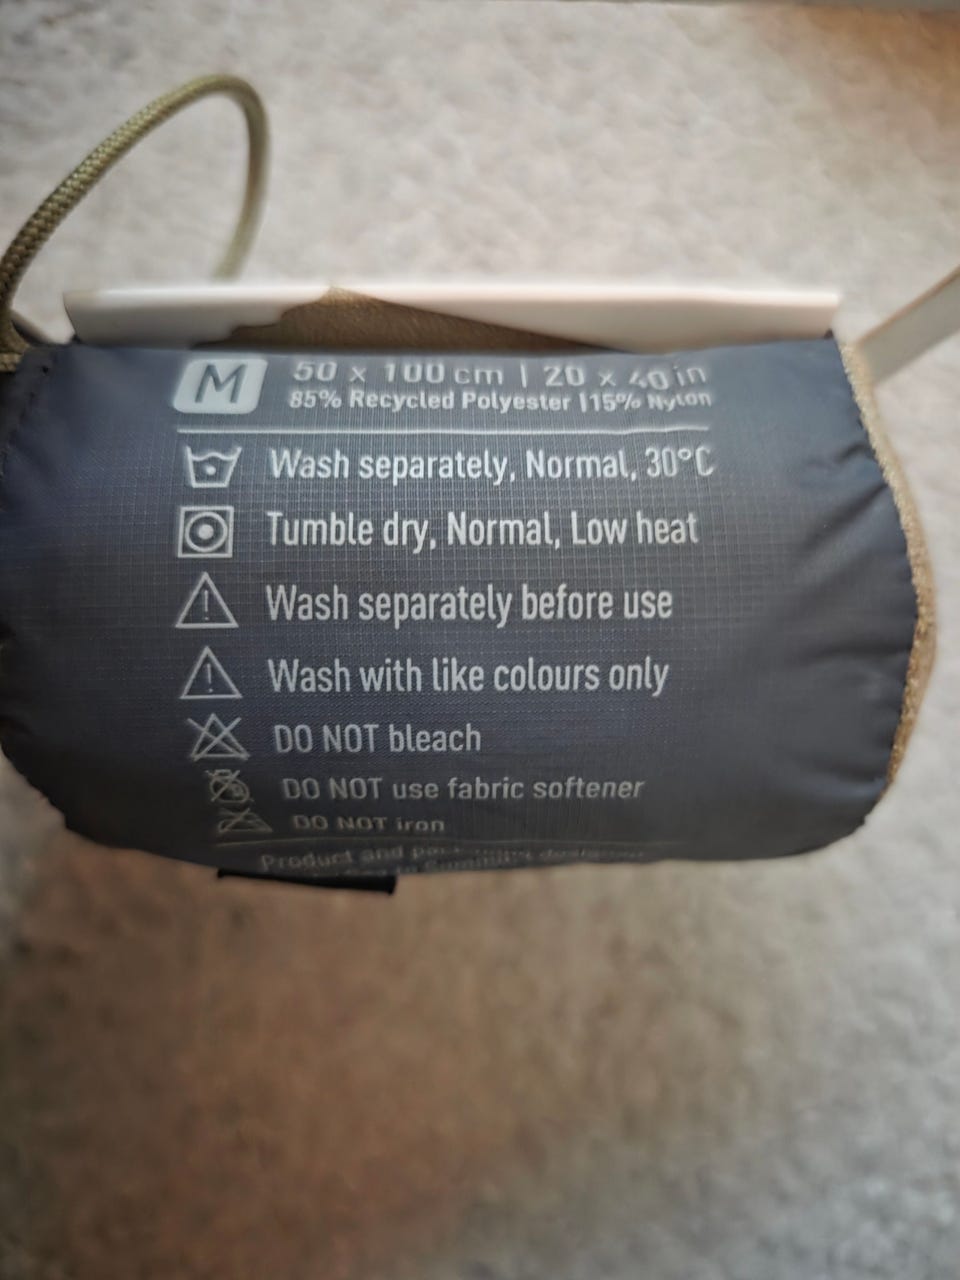 M
50 x 100 cm | 20 x 40 in
85% Recycled Polyester | 15% Nylon
Wash separately, Normal, 30°C
Tumble dry, Normal, Low heat
Wash separately before use
Wash with like colours only
DO NOT bleach
DO NOT use fabric softener
DO NOT iron
Product and